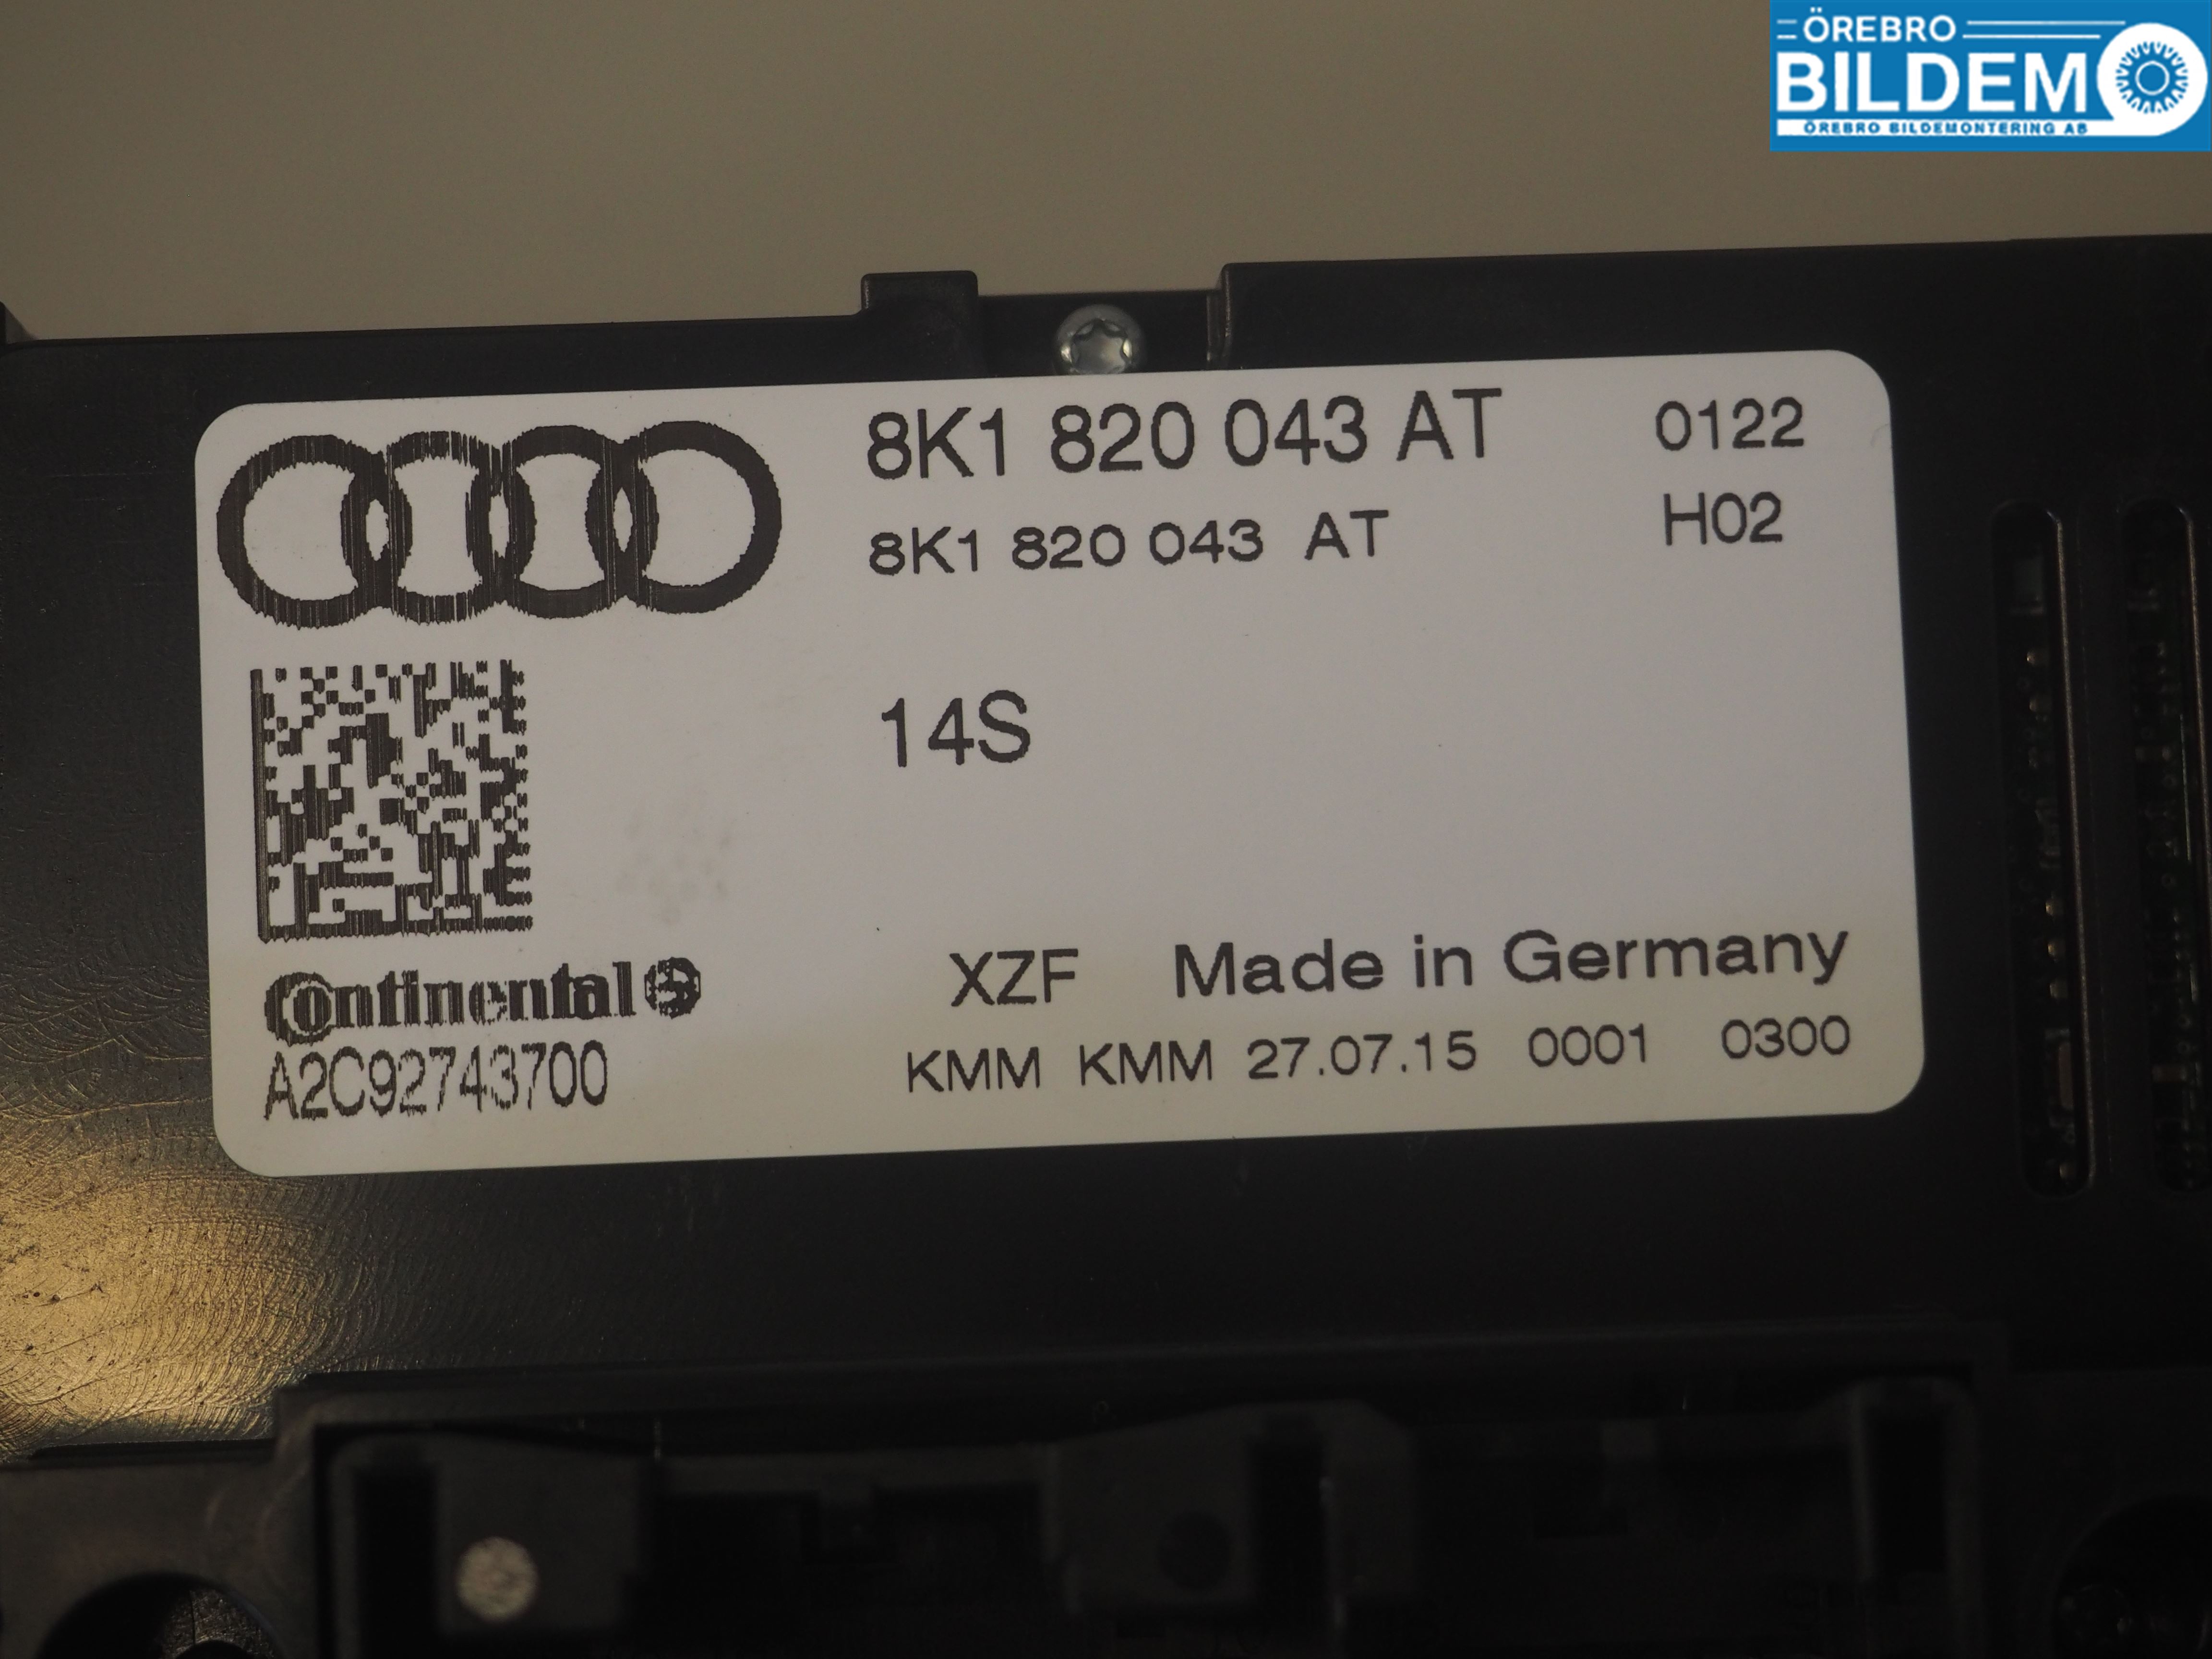 ÖREBRO
BILDEMO
ÖREBRO BILDEMONTERING AB
8K1 820 043 AT 0122
8K1 820 043 AT H02
14S
Continental
A2C92743700
XZF Made in Germany
KMM KMM 27.07.15 0001 0300